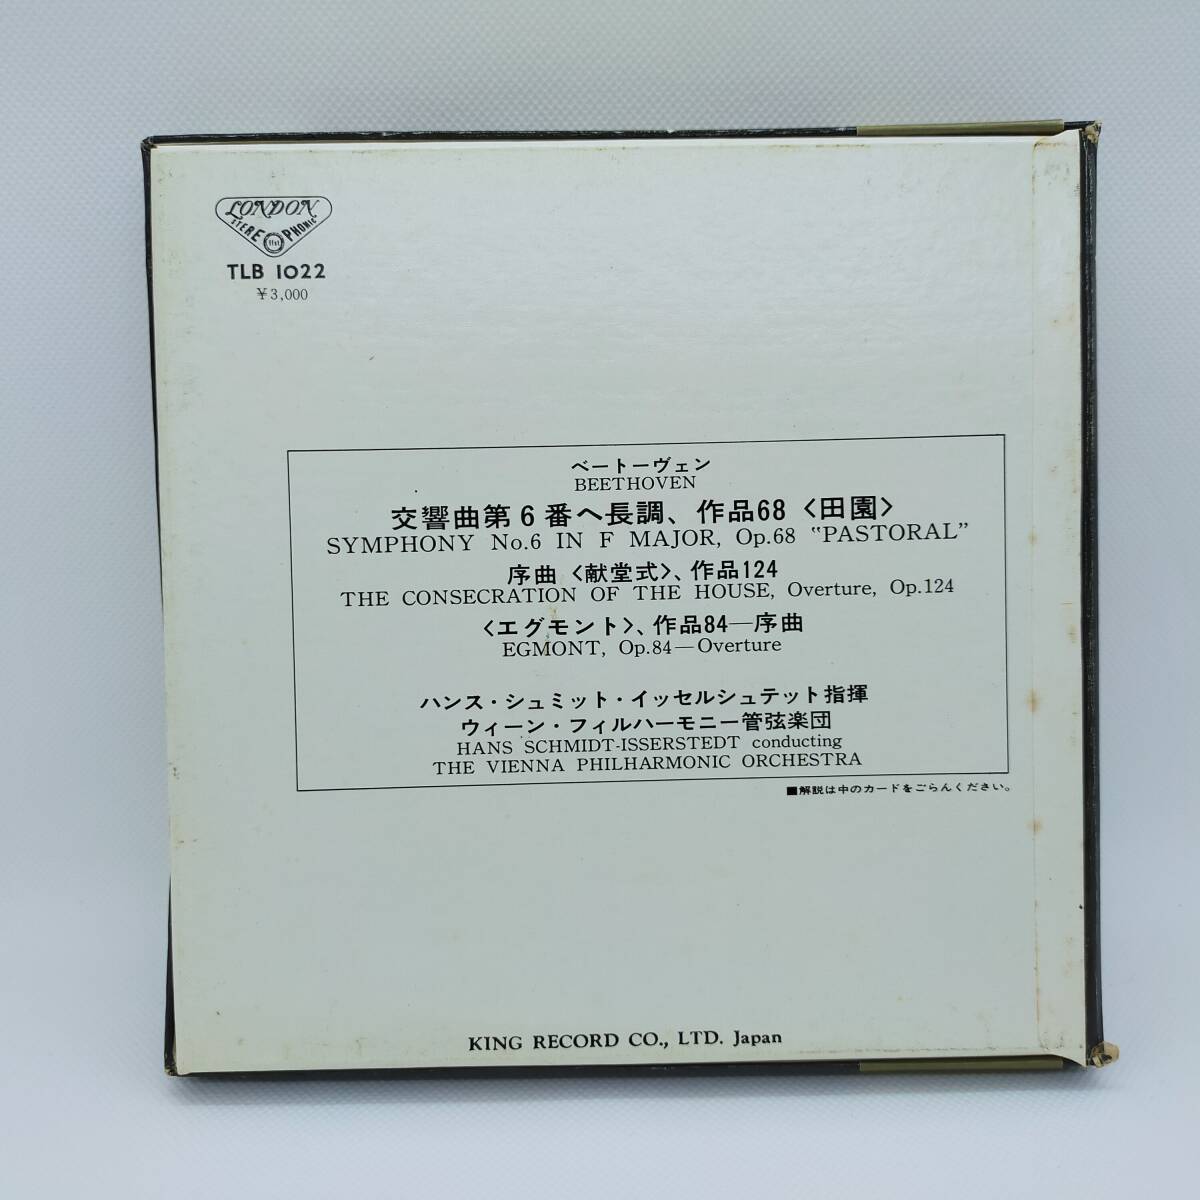 LONDON
STEREOPHONIC
ffss
TLB 1022
¥3,000
ベートーヴェン
BEETHOVEN
交響曲第6番ヘ長調、作品68〈田園〉
SYMPHONY No.6 IN F MAJOR, Op.68 “PASTORAL”
序曲〈献堂式〉、作品124
THE CONSECRATION OF THE HOUSE, Overture, Op.124
〈エグモント〉、作品84—序曲
EGMONT, Op.84—Overture
ハンス・シュミット・イッセルシュテット指揮
ウィーン・フィルハーモニー管弦楽団
HANS SCHMIDT-ISSERSTEDT conducting
THE VIENNA PHILHARMONIC ORCHESTRA
■解説は中のカードをごらんください。
KING RECORD CO., LTD. Japan